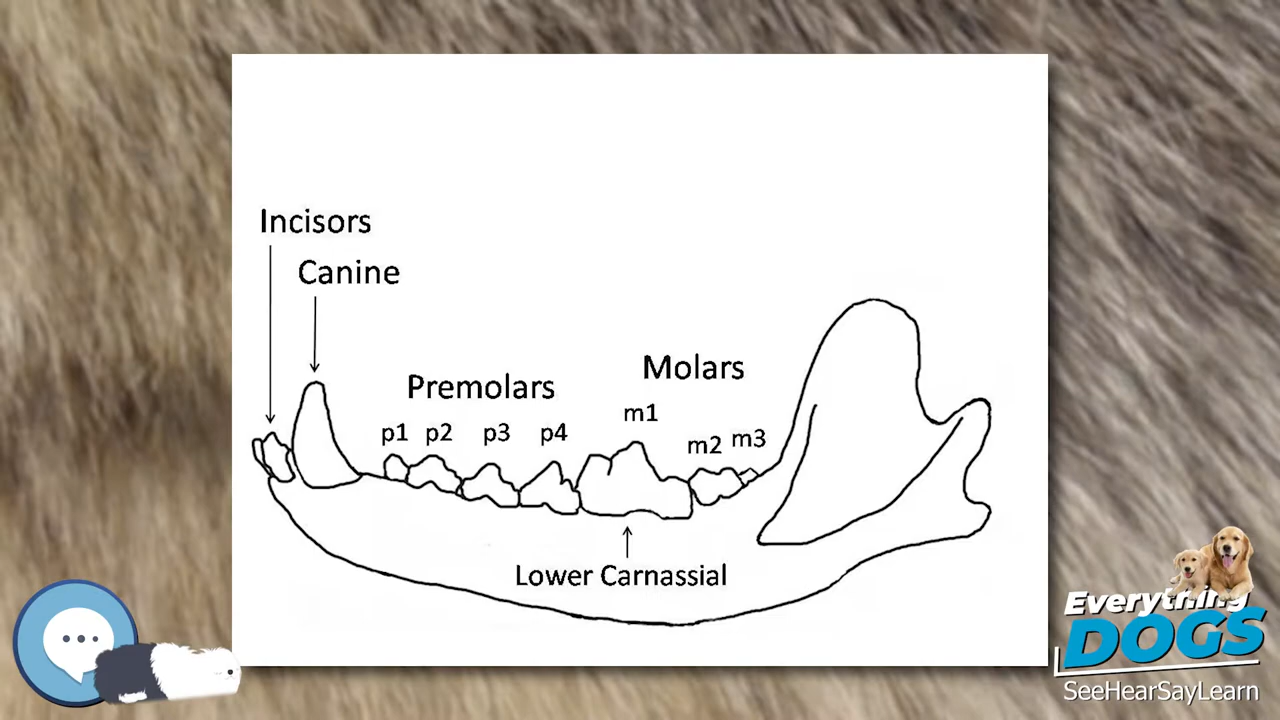 Incisors
Canine
Molars
Premolars
m1
p1 p2 p3 p4 m2 m3
Lower Carnassial
Everything
DOGS
SeeHearSayLearn